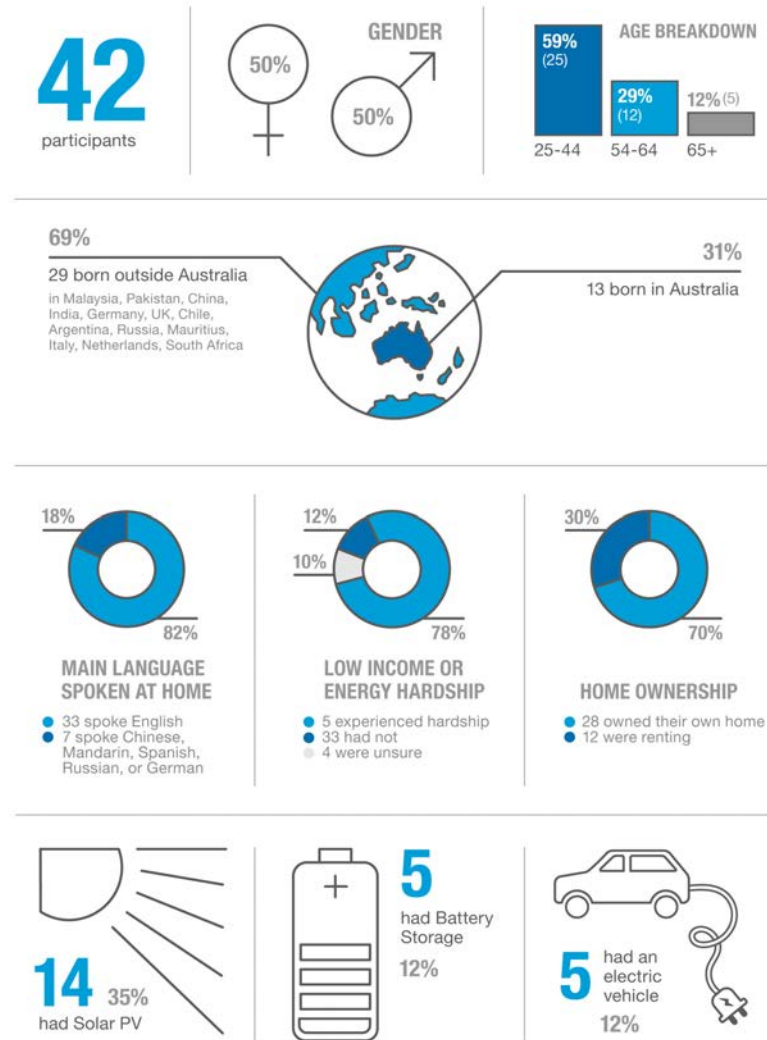 42
participants
GENDER
50%
50%
AGE BREAKDOWN
59%
(25)
29%
(12)
12% (5)
25-44
54-64
65+
69%
29 born outside Australia
in Malaysia, Pakistan, China,
India, Germany, UK, Chile,
Argentina, Russia, Mauritius,
Italy, Netherlands, South Africa
31%
13 born in Australia
18%
82%
MAIN LANGUAGE
SPOKEN AT HOME
33 spoke English
7 spoke Chinese,
Mandarin, Spanish,
Russian, or German
12%
10%
78%
LOW INCOME OR
ENERGY HARDSHIP
5 experienced hardship
33 had not
4 were unsure
30%
70%
HOME OWNERSHIP
28 owned their own home
12 were renting
14 35%
had Solar PV
+
5
had Battery
Storage
12%
5
had an
electric
vehicle
12%